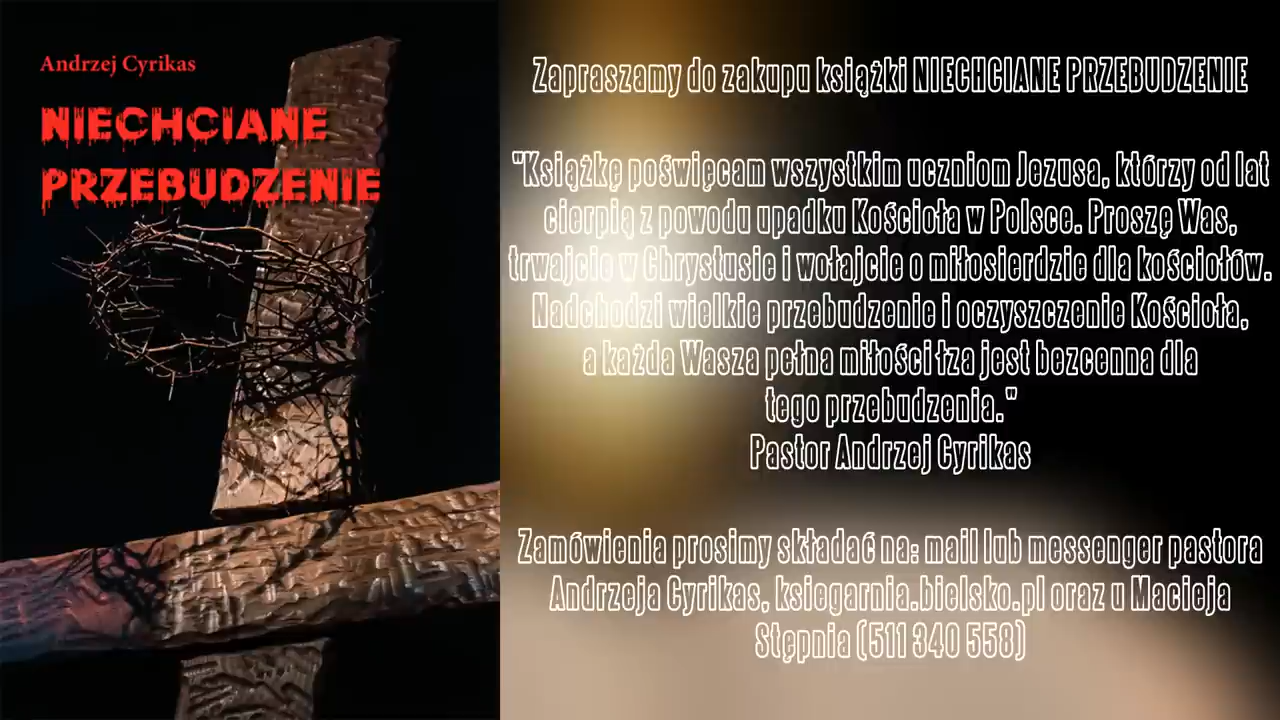 Andrzej Cyrikas
NIECHCIANE
PRZEBUDZENIE
Zapraszamy do zakupu książki NIECHCIANE PRZEBUDZENIE
"Książkę poświęcam wszystkim uczniom Jezusa, którzy od lat
cierpią z powodu upadku Kościoła w Polsce. Proszę Was,
trwajcie w Chrystusie i wołajcie o miłosierdzie dla kościołów.
Nadchodzi wielkie przebudzenie i oczyszczenie Kościoła,
a każda Wasza pełna miłości łza jest bezcenna dla
tego przebudzenia."
Pastor Andrzej Cyrikas
Zamówienia prosimy składać na: mail lub messenger pastora
Andrzeja Cyrikas, ksiegarnia.bielsko.pl oraz u Macieja
Stępnia (511 340 558)